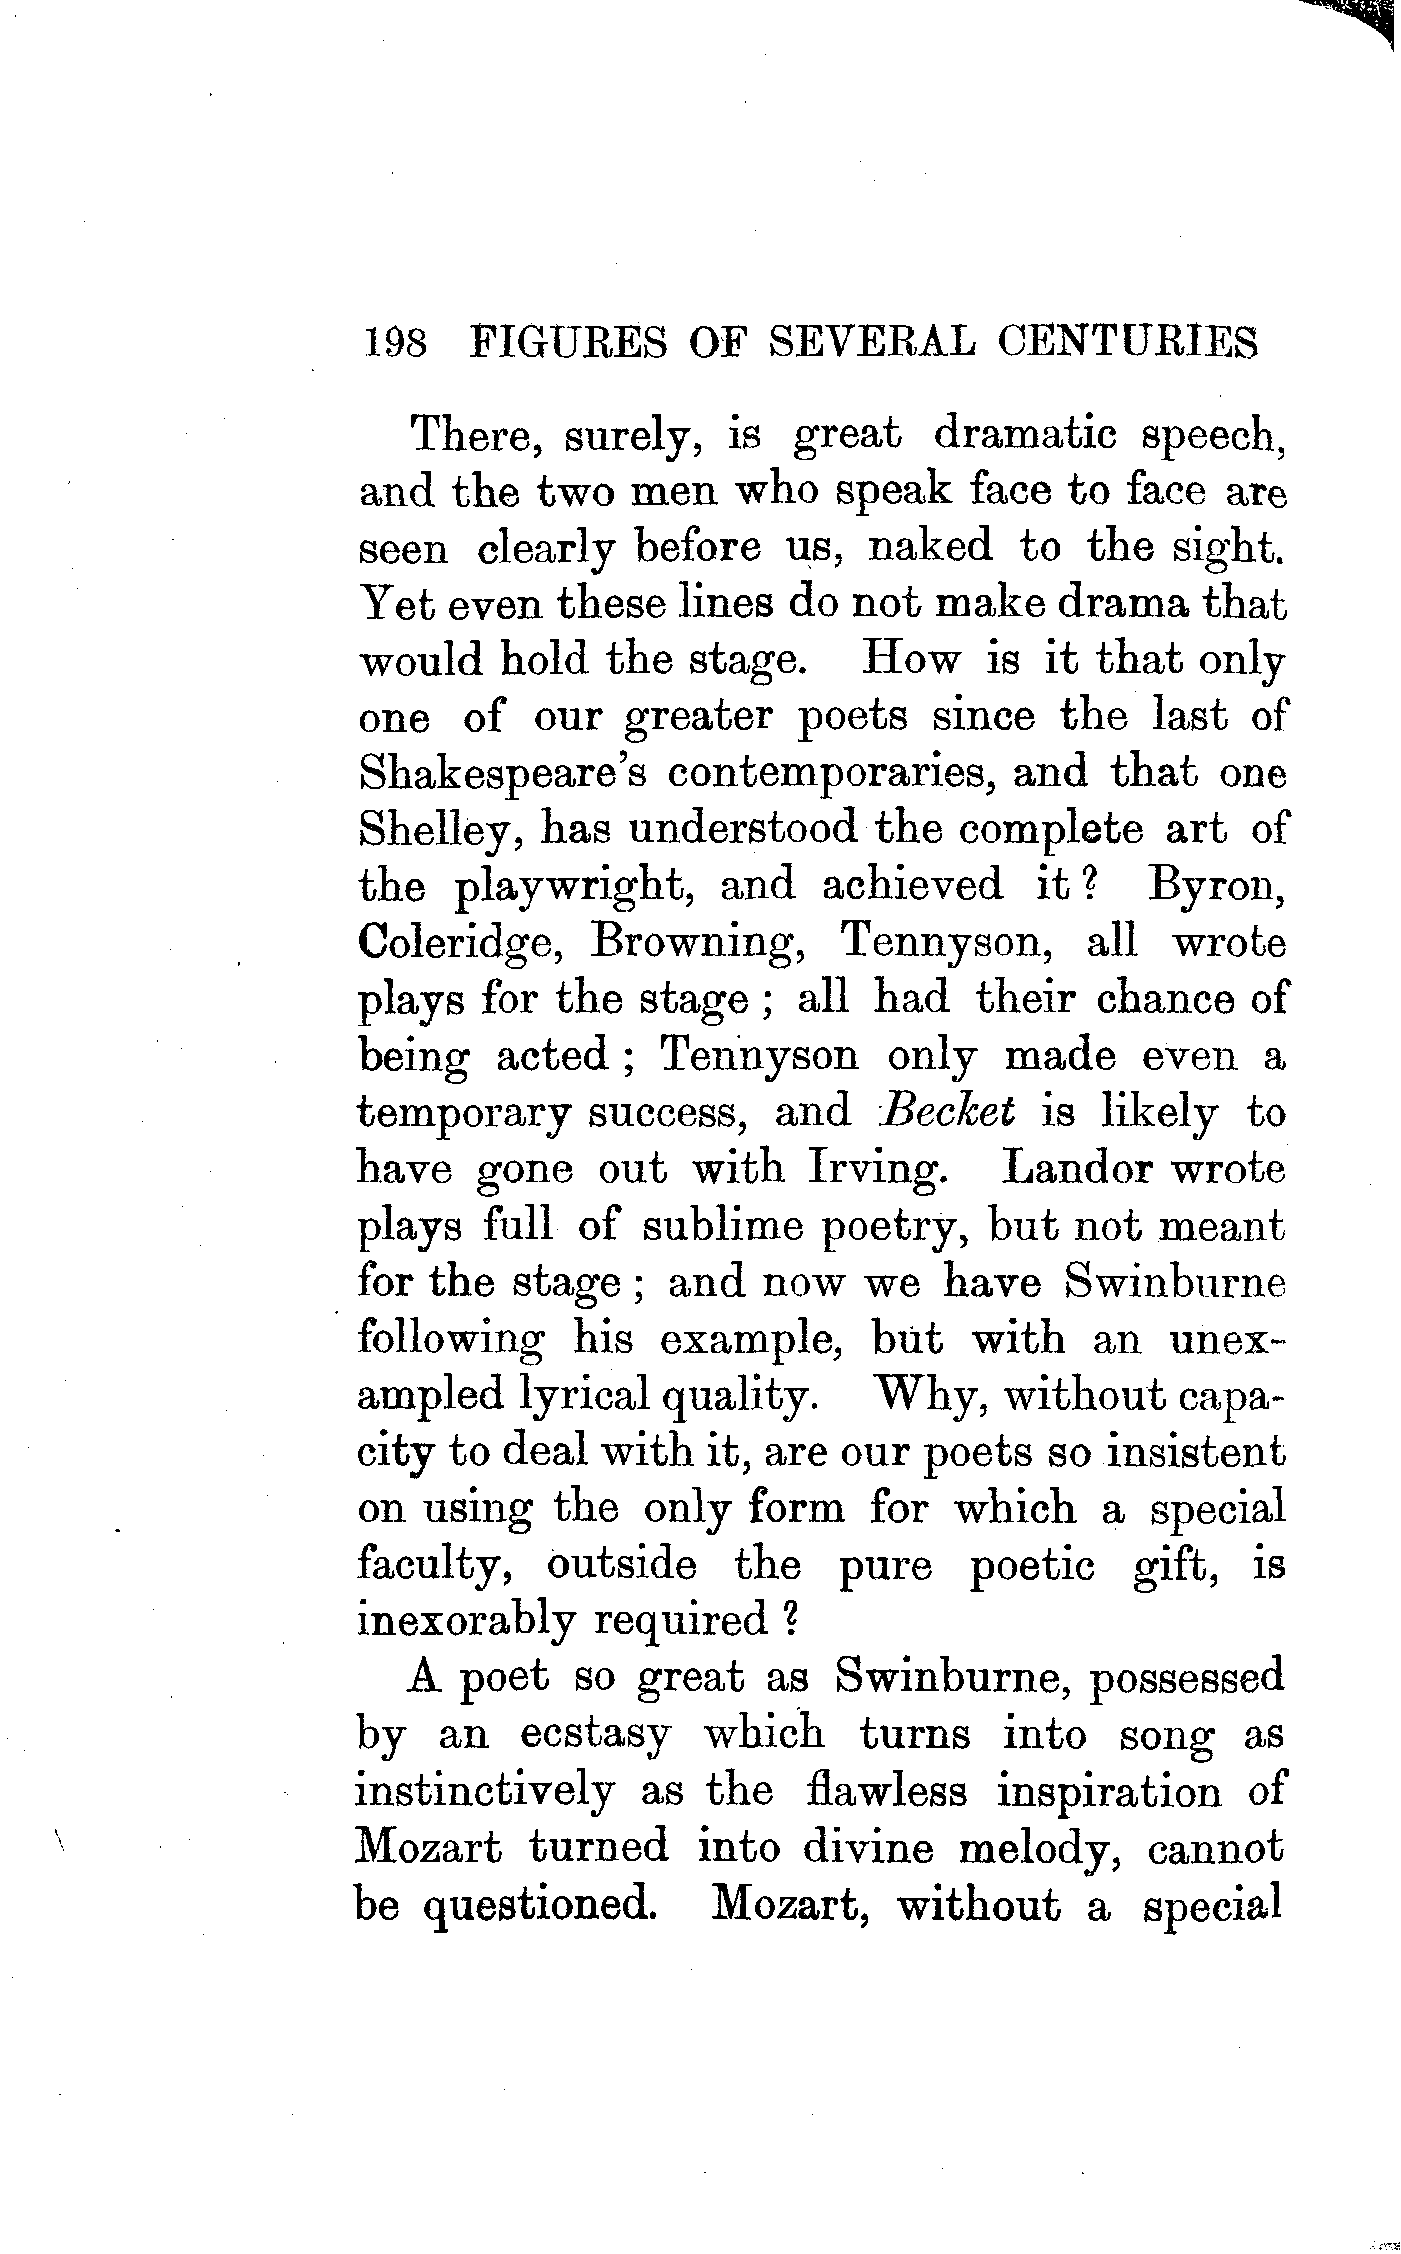 198 FIGURES OF SEVERAL CENTURIES
There, surely, is great dramatic speech,
and the two men who speak face to face are
seen clearly before us, naked to the sight.
Yet even these lines do not make drama that
would hold the stage. How is it that only
one of our greater poets since the last of
Shakespeare's contemporaries, and that one
Shelley, has understood the complete art of
the playwright, and achieved it ? Byron,
Coleridge, Browning, Tennyson, all wrote
plays for the stage ; all had their chance of
being acted ; Tennyson only made even a
temporary success, and Becket is likely to
have gone out with Irving. Landor wrote
plays full of sublime poetry, but not meant
for the stage ; and now we have Swinburne
following his example, but with an unex-
ampled lyrical quality. Why, without capa-
city to deal with it, are our poets so insistent
on using the only form for which a special
faculty, outside the pure poetic gift, is
inexorably required ?
A poet so great as Swinburne, possessed
by an ecstasy which turns into song as
instinctively as the flawless inspiration of
Mozart turned into divine melody, cannot
be questioned. Mozart, without a special